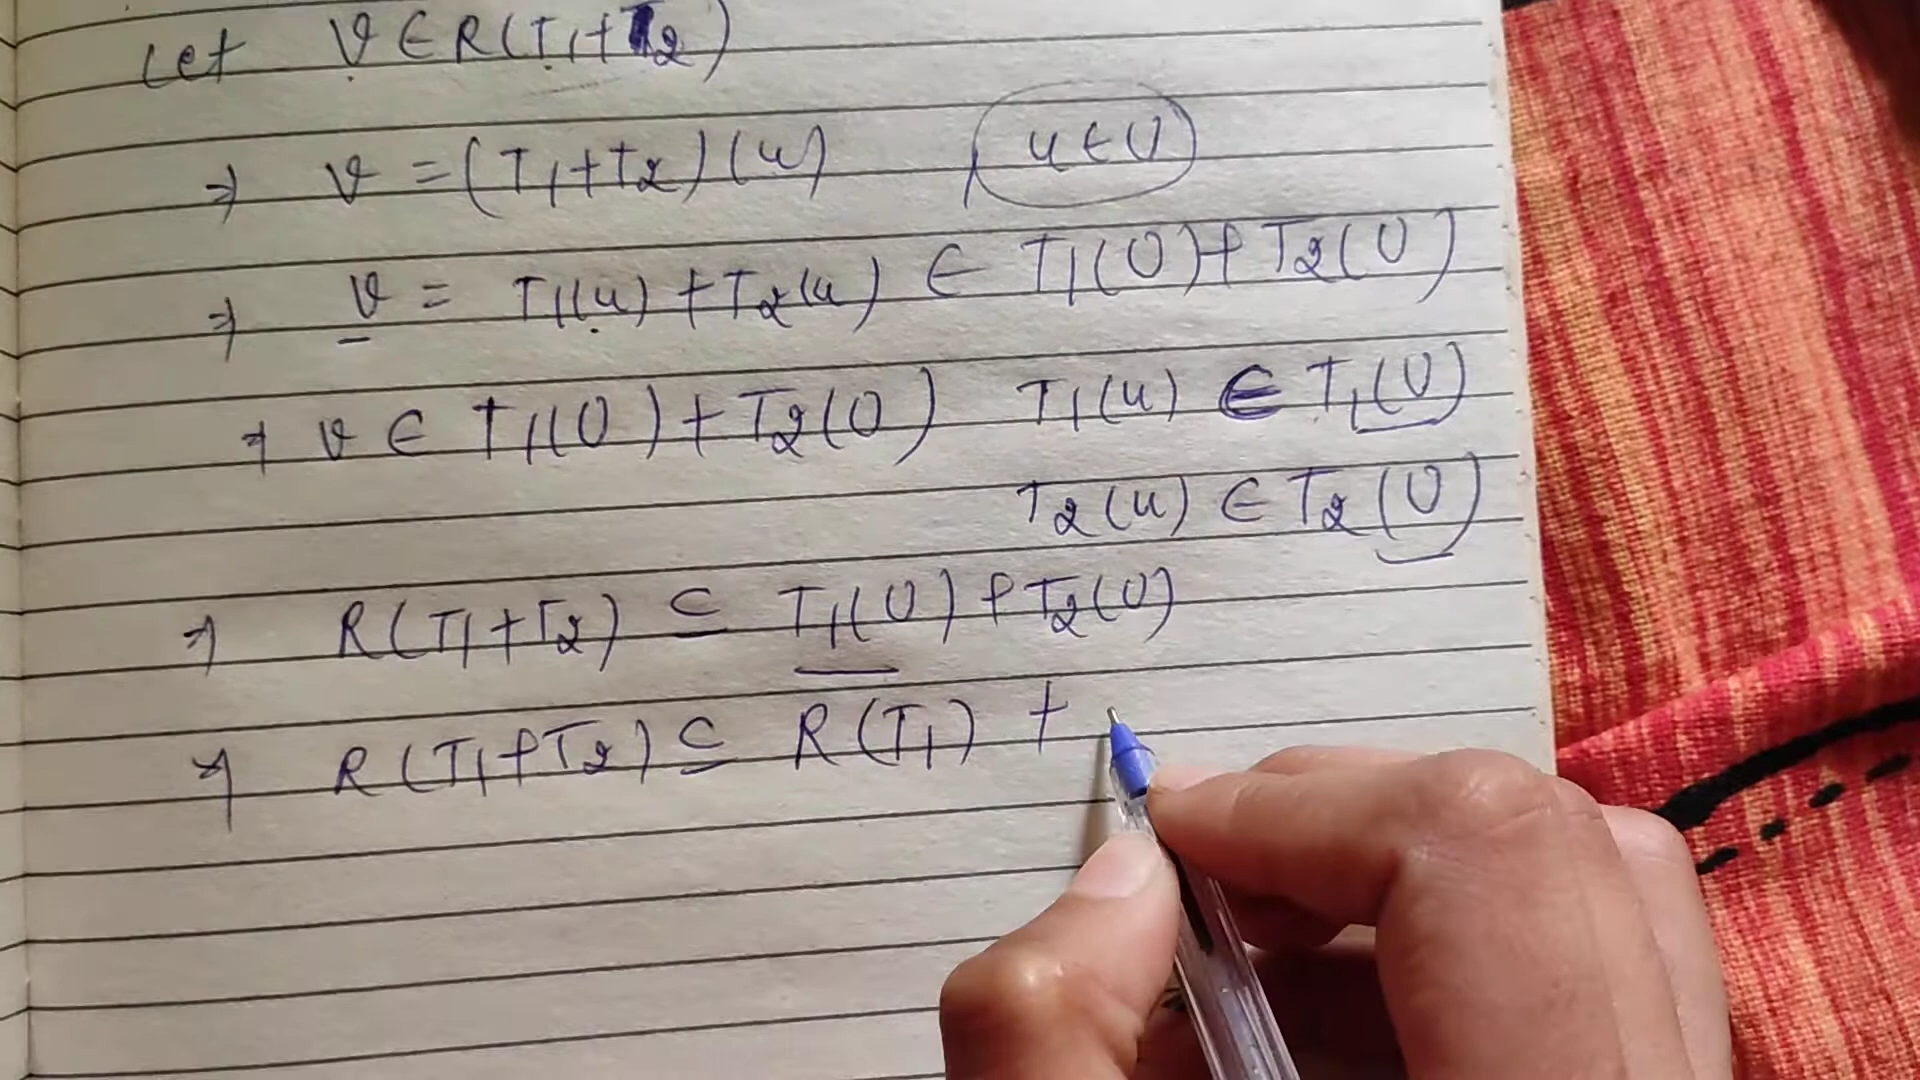 Let v ∈ R(T₁+T₂)
⇒ v = (T₁+T₂)(u) u ∈ U
⇒ v = T₁(u) + T₂(u) ∈ T₁(U) + T₂(U)
⇒ v ∈ T₁(U) + T₂(U) T₁(u) ∈ T₁(U)
T₂(u) ∈ T₂(U)
⇒ R(T₁+T₂) ⊆ T₁(U) + T₂(U)
⇒ R(T₁+T₂) ⊆ R(T₁) +